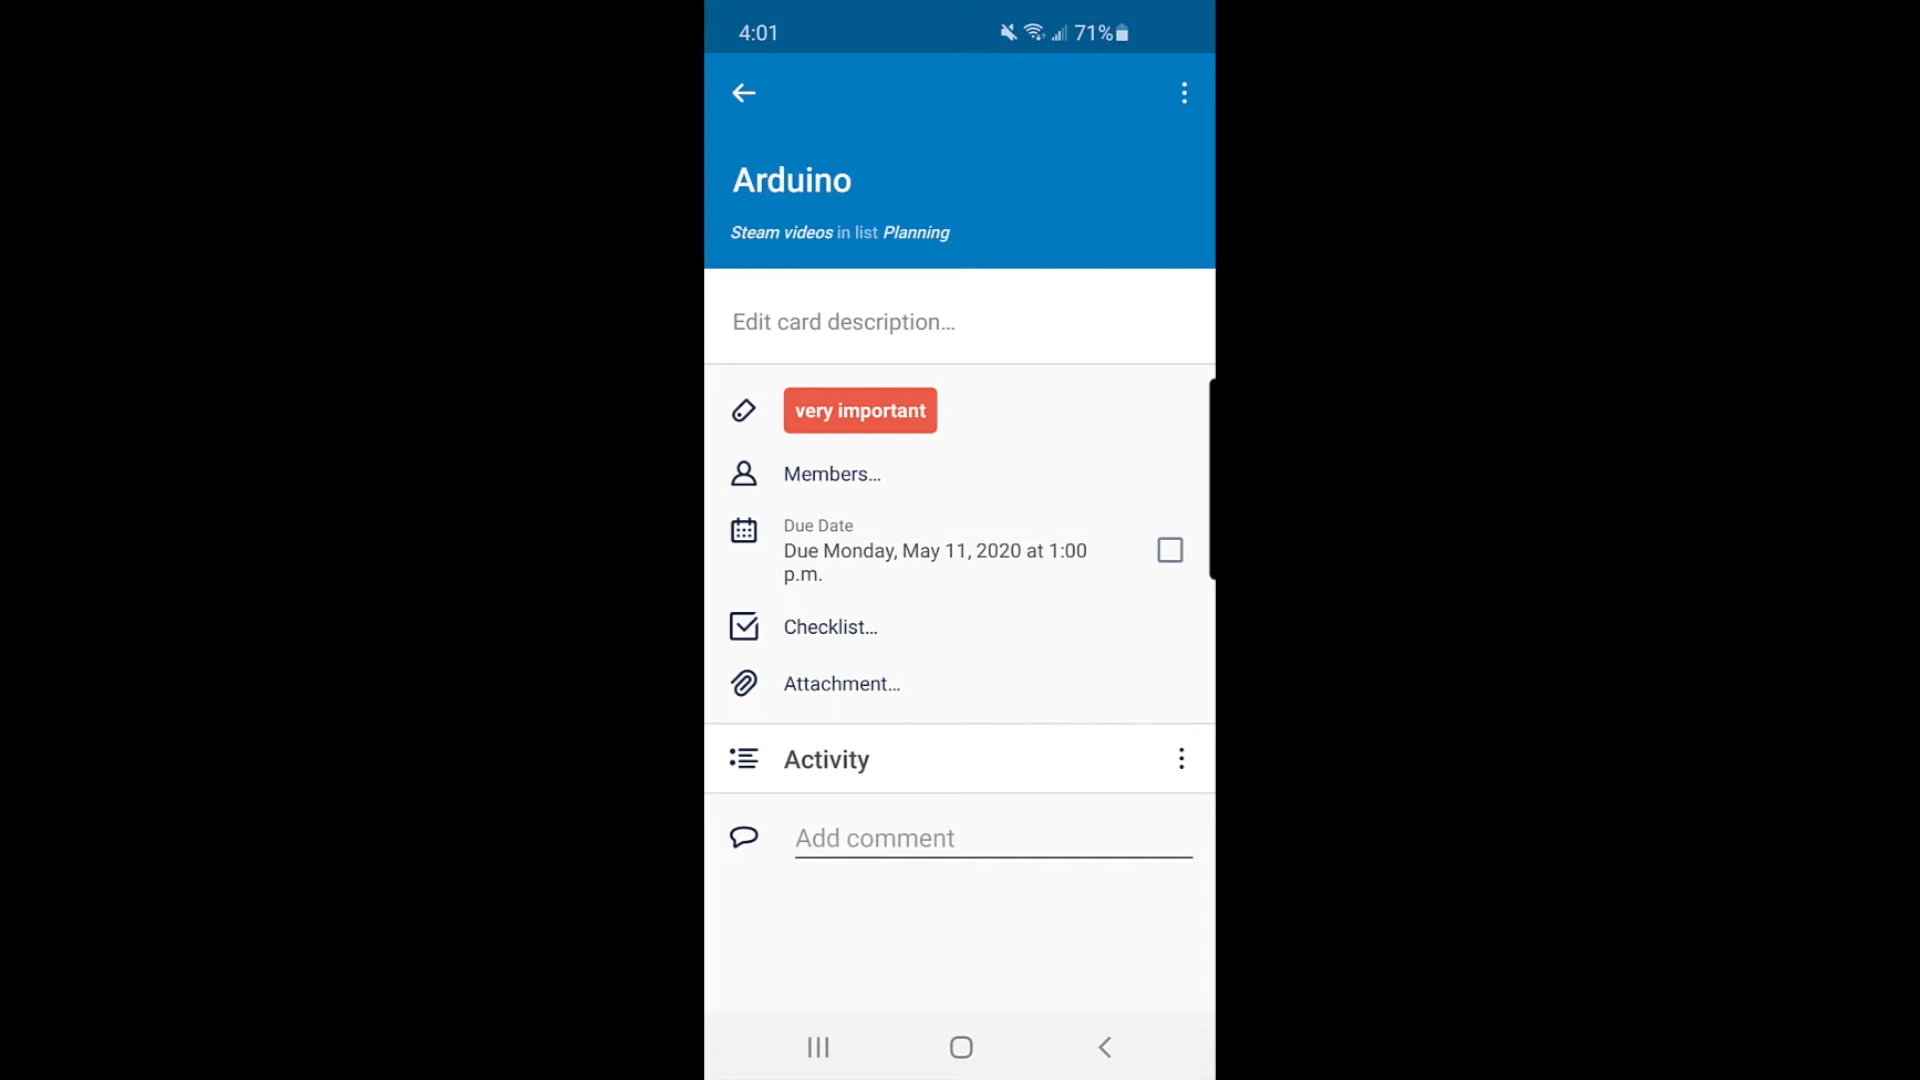 4:01 71%
Arduino
Steam videos in list Planning
Edit card description...
very important
Members...
Due Date
Due Monday, May 11, 2020 at 1:00
p.m.
Checklist...
Attachment...
Activity
Add comment